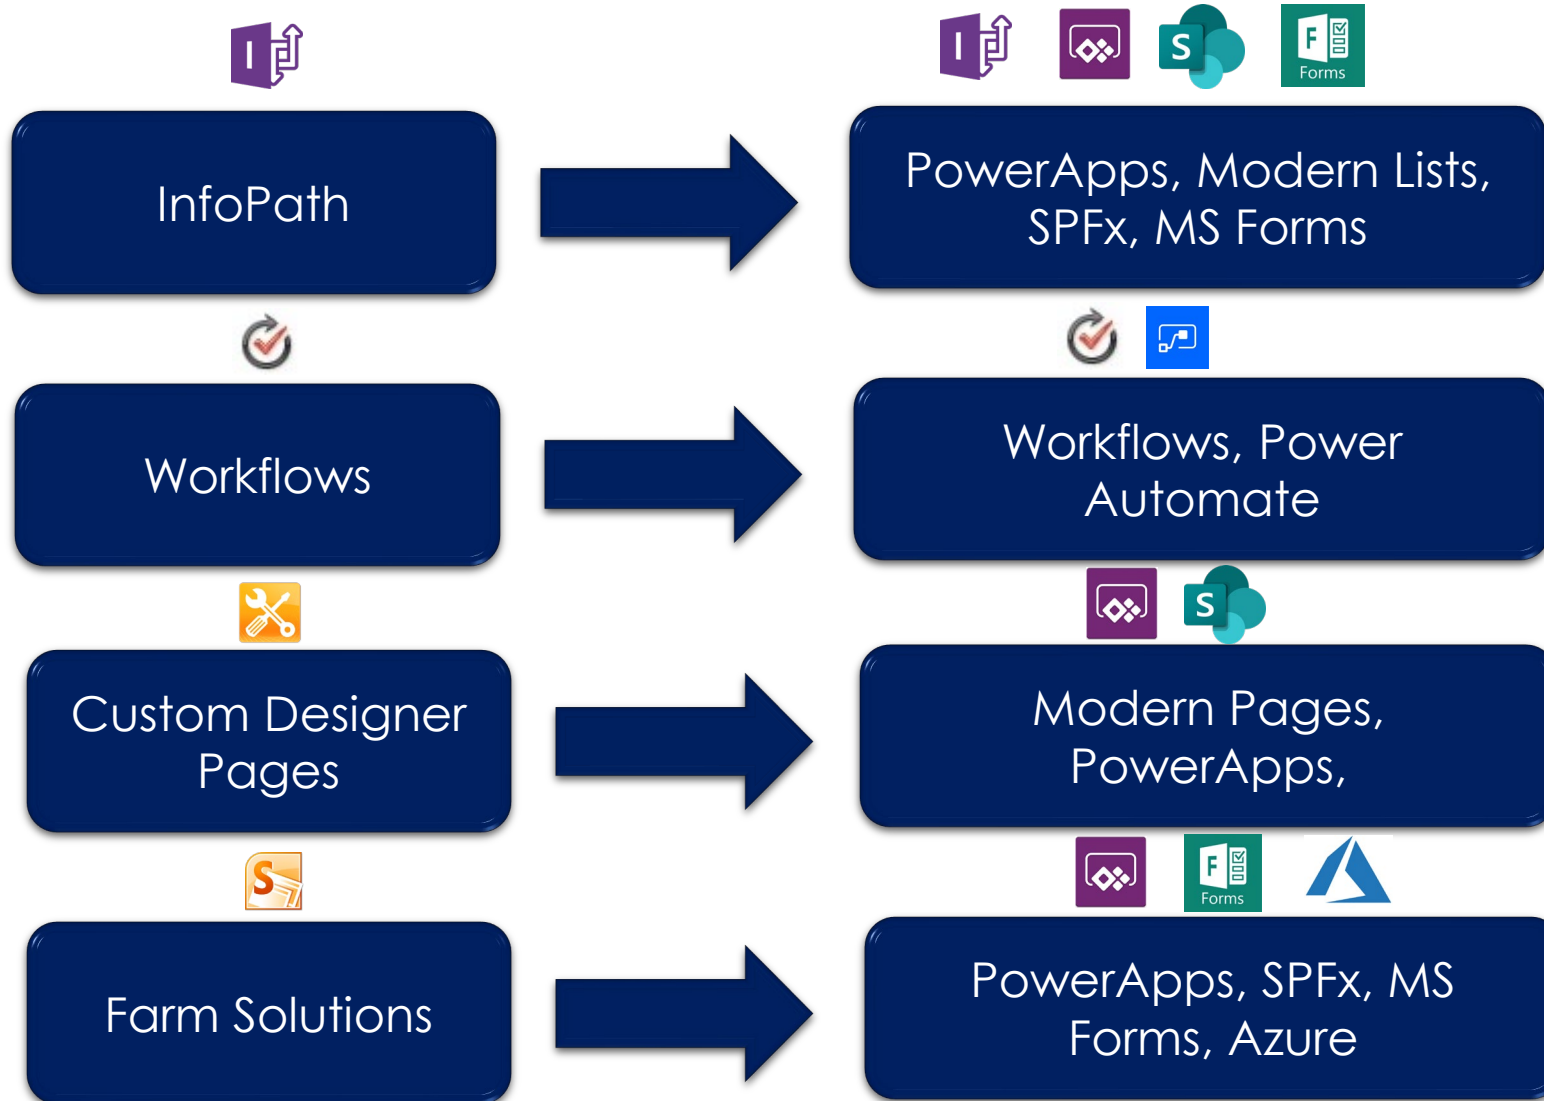 I
I
S
F
Forms
InfoPath
PowerApps, Modern Lists,
SPFx, MS Forms
Workflows
Workflows, Power
Automate
S
Custom Designer
Pages
Modern Pages,
PowerApps,
S
F
Forms
Farm Solutions
PowerApps, SPFx, MS
Forms, Azure